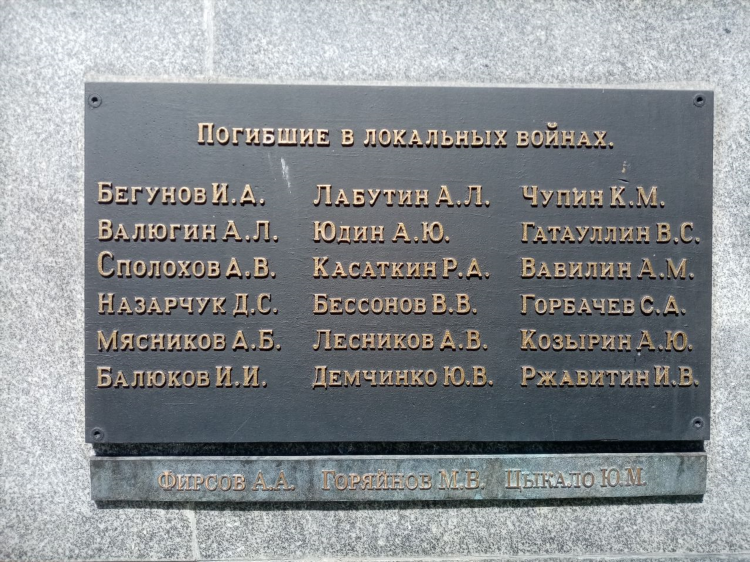 Погибшие в локальных войнах.
Бегунов И.А. Лабутин А.Л. Чупин К.М.
Валюгин А.Л. Юдин А.Ю. Гатауллин В.С.
Сполохов А.В. Касаткин Р.А. Вавилин А.М.
Назарчук Д.С. Бессонов В.В. Горбачев С.А.
Мясников А.Б. Лесников А.В. Козырин А.Ю.
Балюков И.И. Демчинко Ю.В. Ржавитин И.В.
Фирсов А.А. Горяйнов М.В. Цыкало Ю.М.